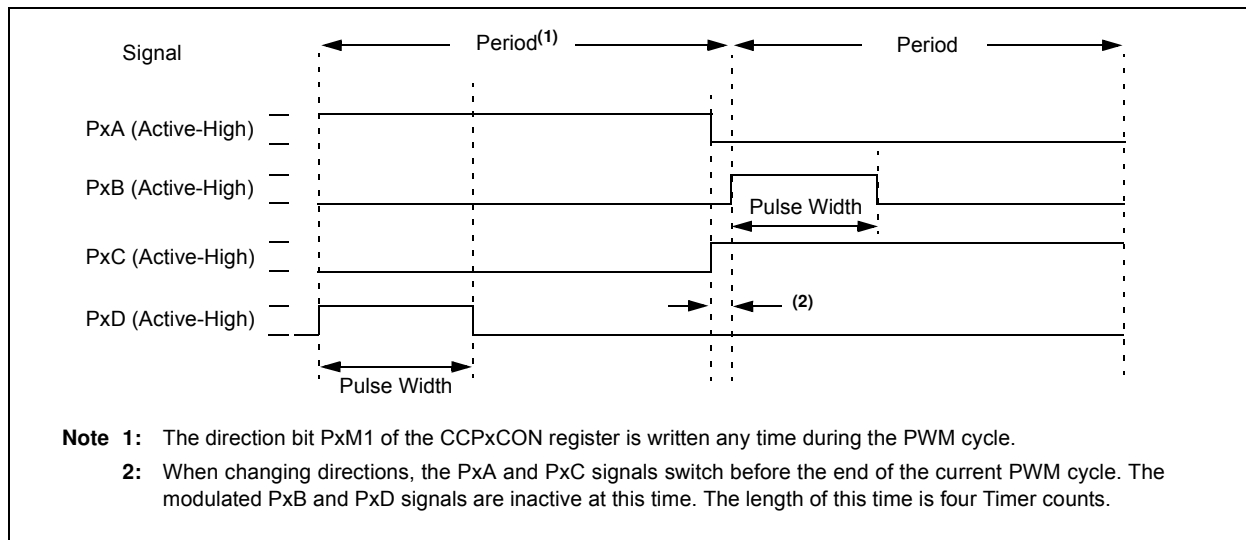 Signal
Period(1)
Period
PxA (Active-High)
PxB (Active-High)
Pulse Width
PxC (Active-High)
(2)
PxD (Active-High)
Pulse Width
Note 1: The direction bit PxM1 of the CCPxCON register is written any time during the PWM cycle.
2: When changing directions, the PxA and PxC signals switch before the end of the current PWM cycle. The
modulated PxB and PxD signals are inactive at this time. The length of this time is four Timer counts.